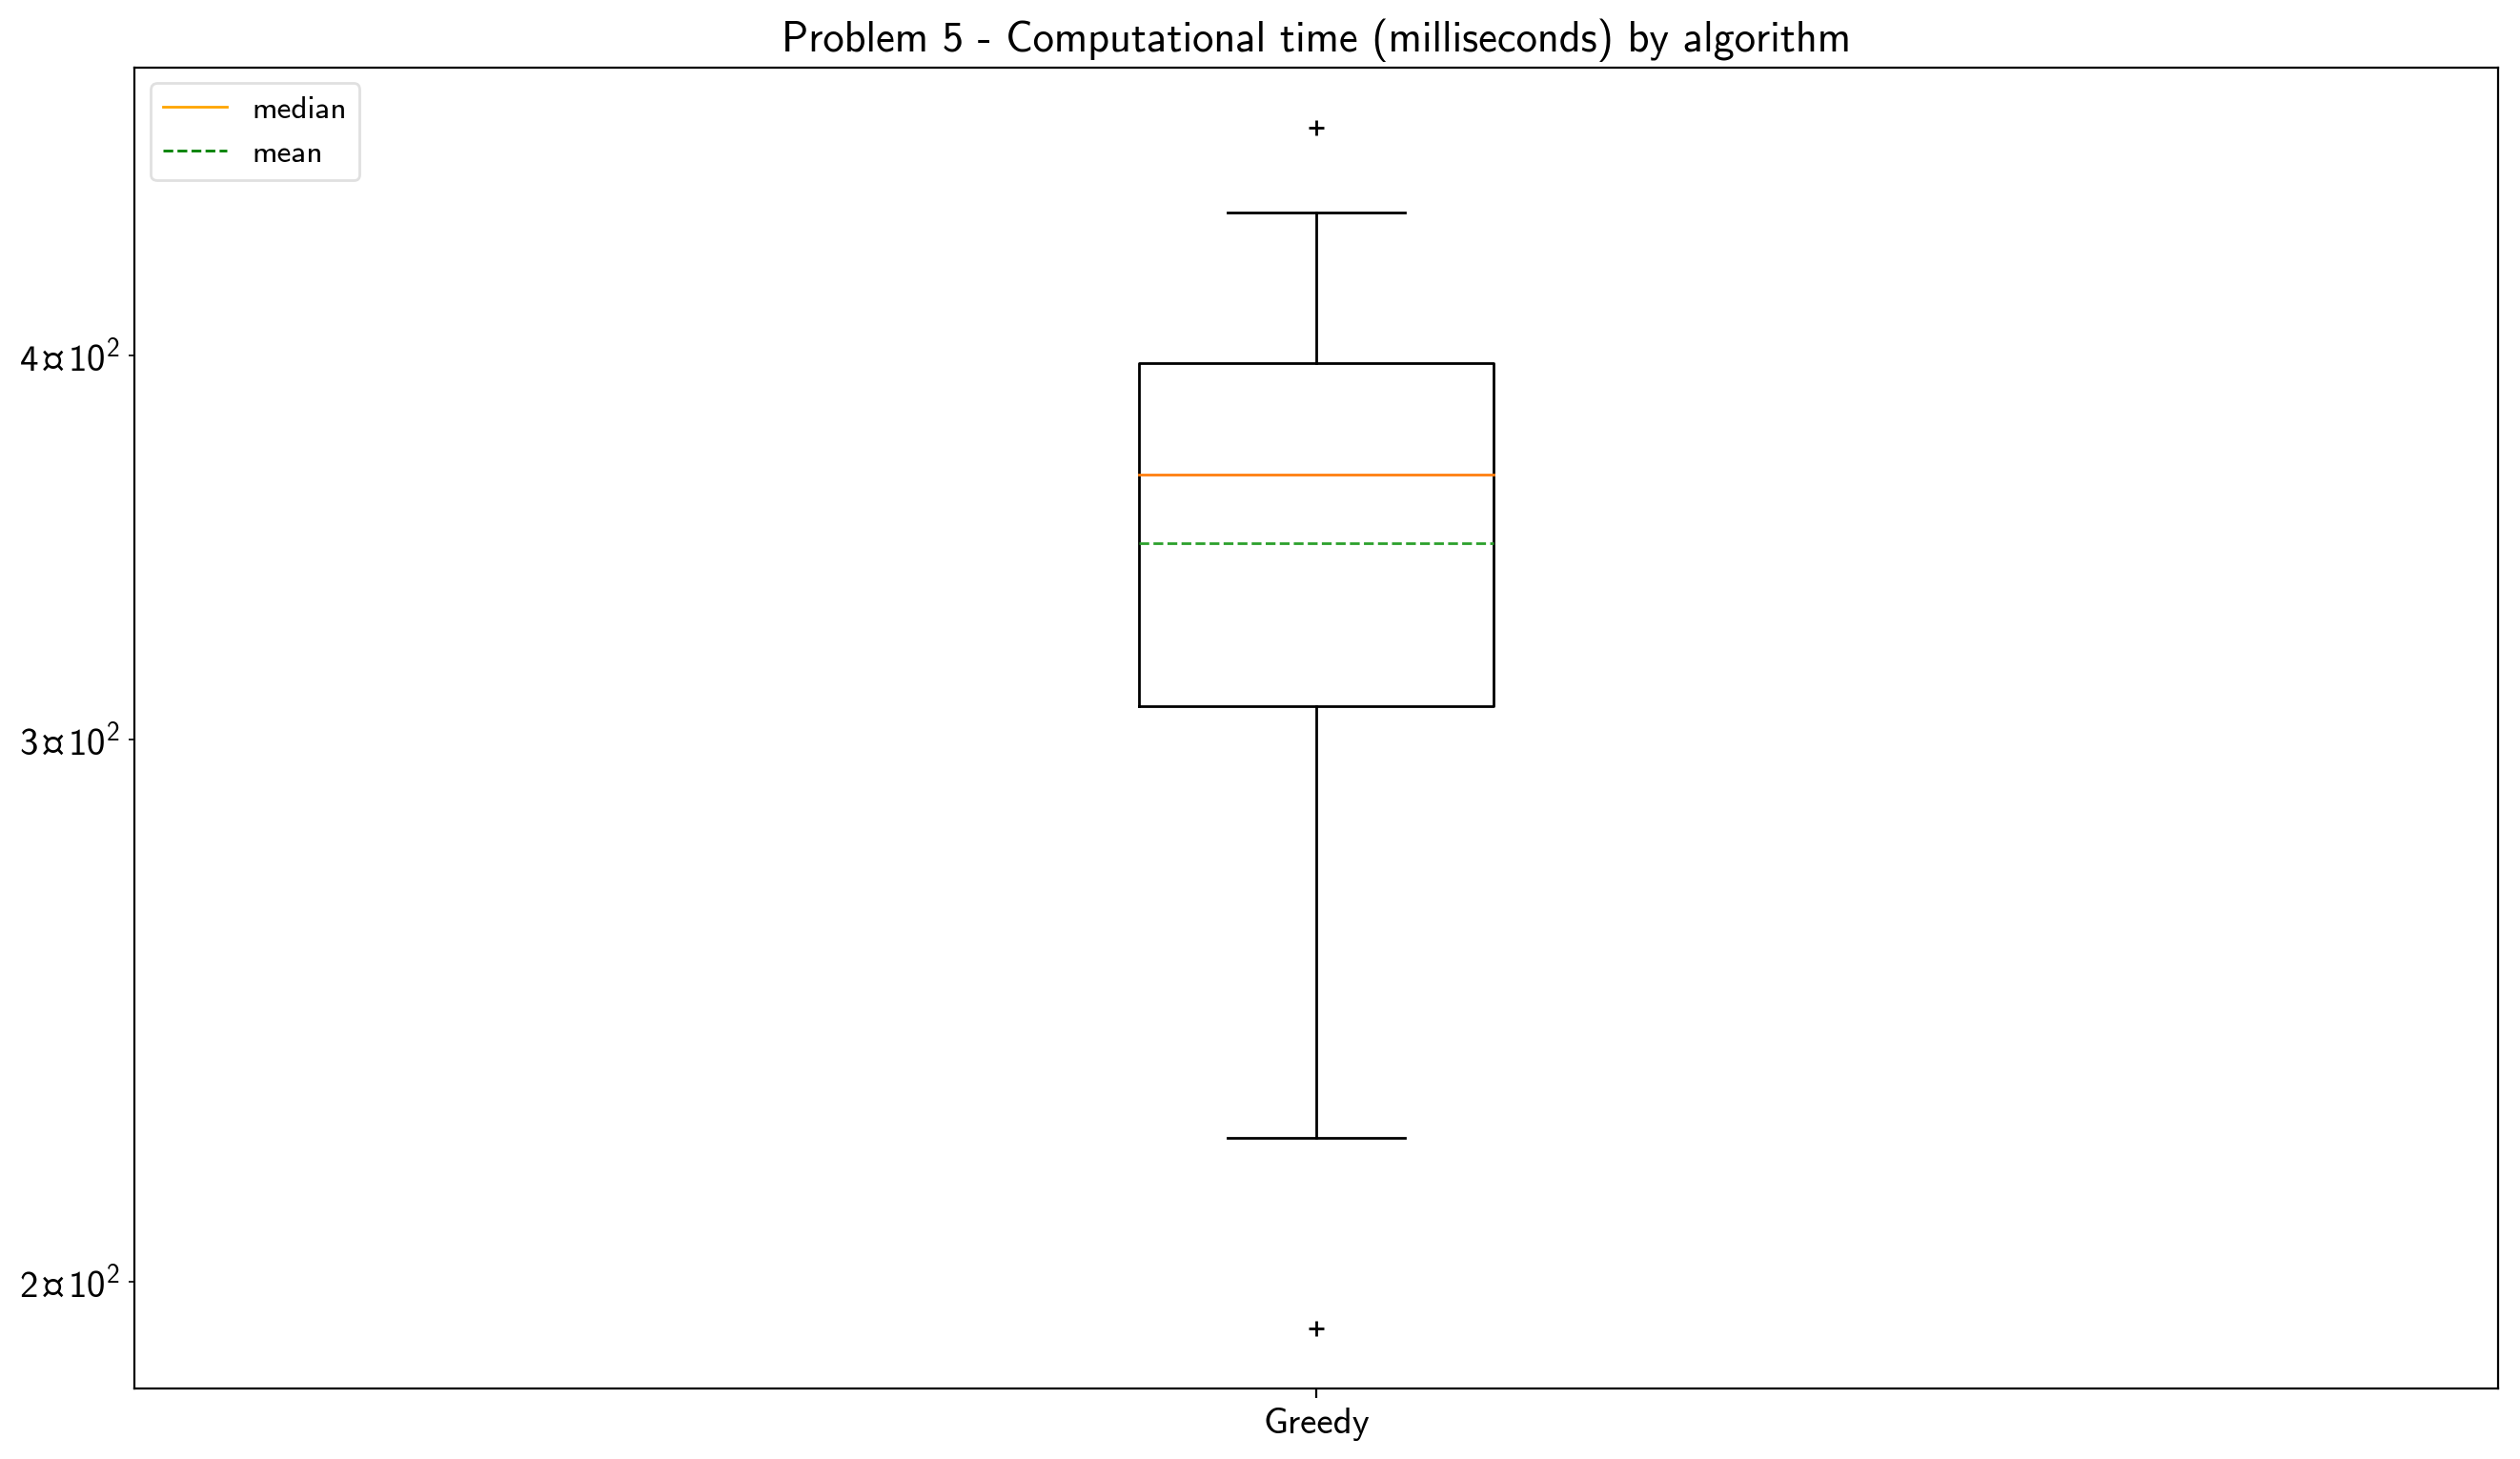 Problem 5 - Computational time (milliseconds) by algorithm
median
mean
4¤10²
3¤10²
2¤10²
Greedy